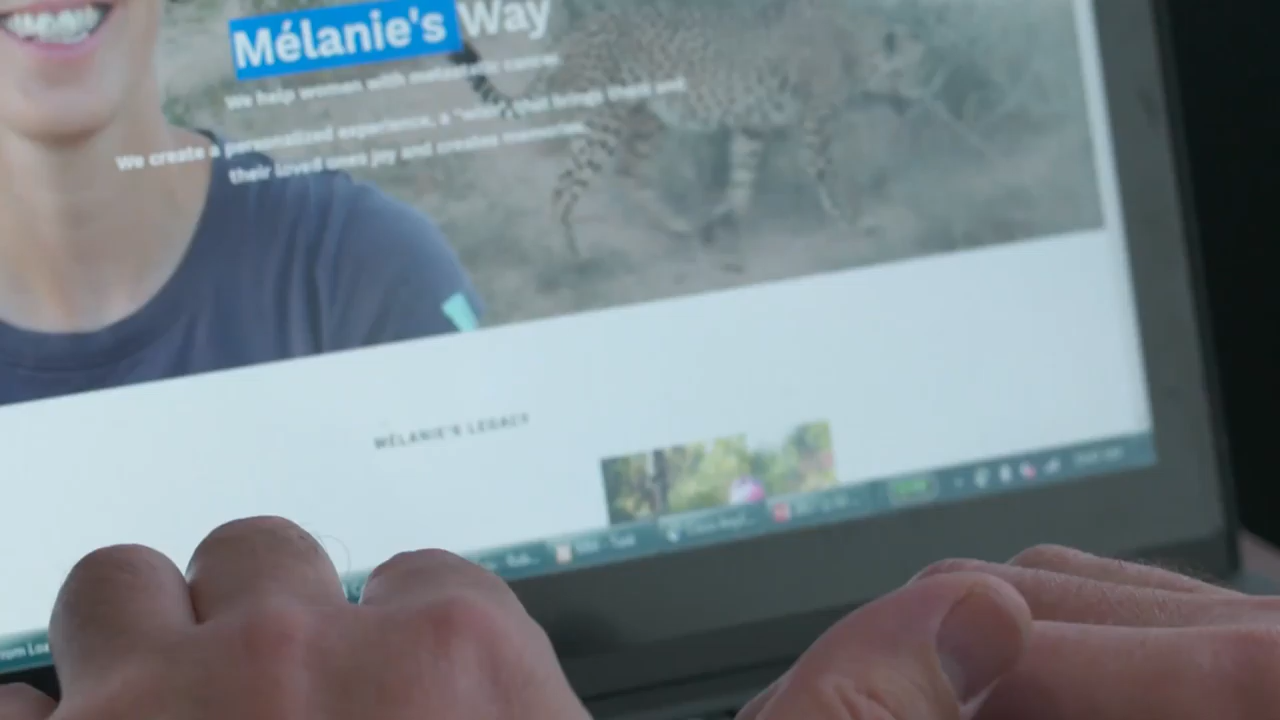 Mélanie's Way
We help women with metastatic cancer
We create a personalized experience, a "wish", that brings them and
their loved ones joy and creates memories.
MÉLANIE'S LEGACY